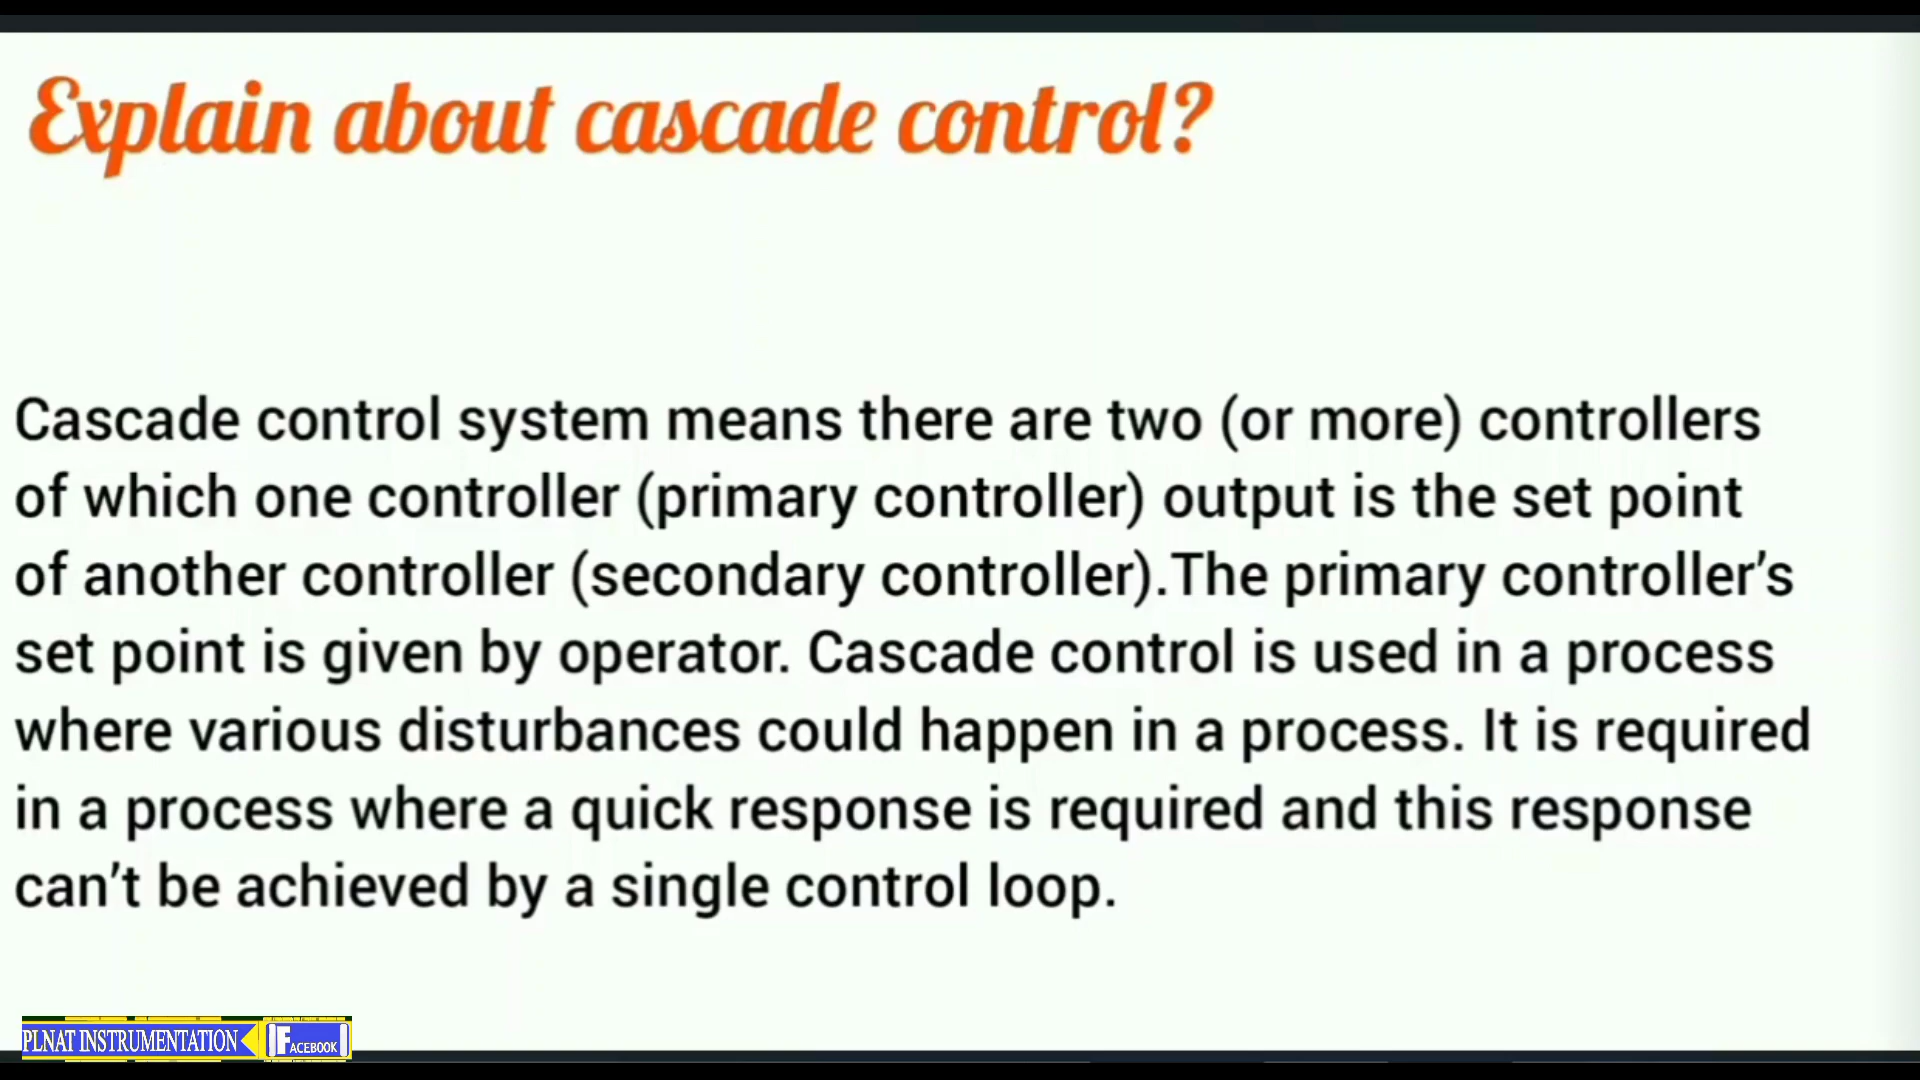 Explain about cascade control?
Cascade control system means there are two (or more) controllers
of which one controller (primary controller) output is the set point
of another controller (secondary controller).The primary controller’s
set point is given by operator. Cascade control is used in a process
where various disturbances could happen in a process. It is required
in a process where a quick response is required and this response
can’t be achieved by a single control loop.
PLNAT INSTRUMENTATION FACEBOOK